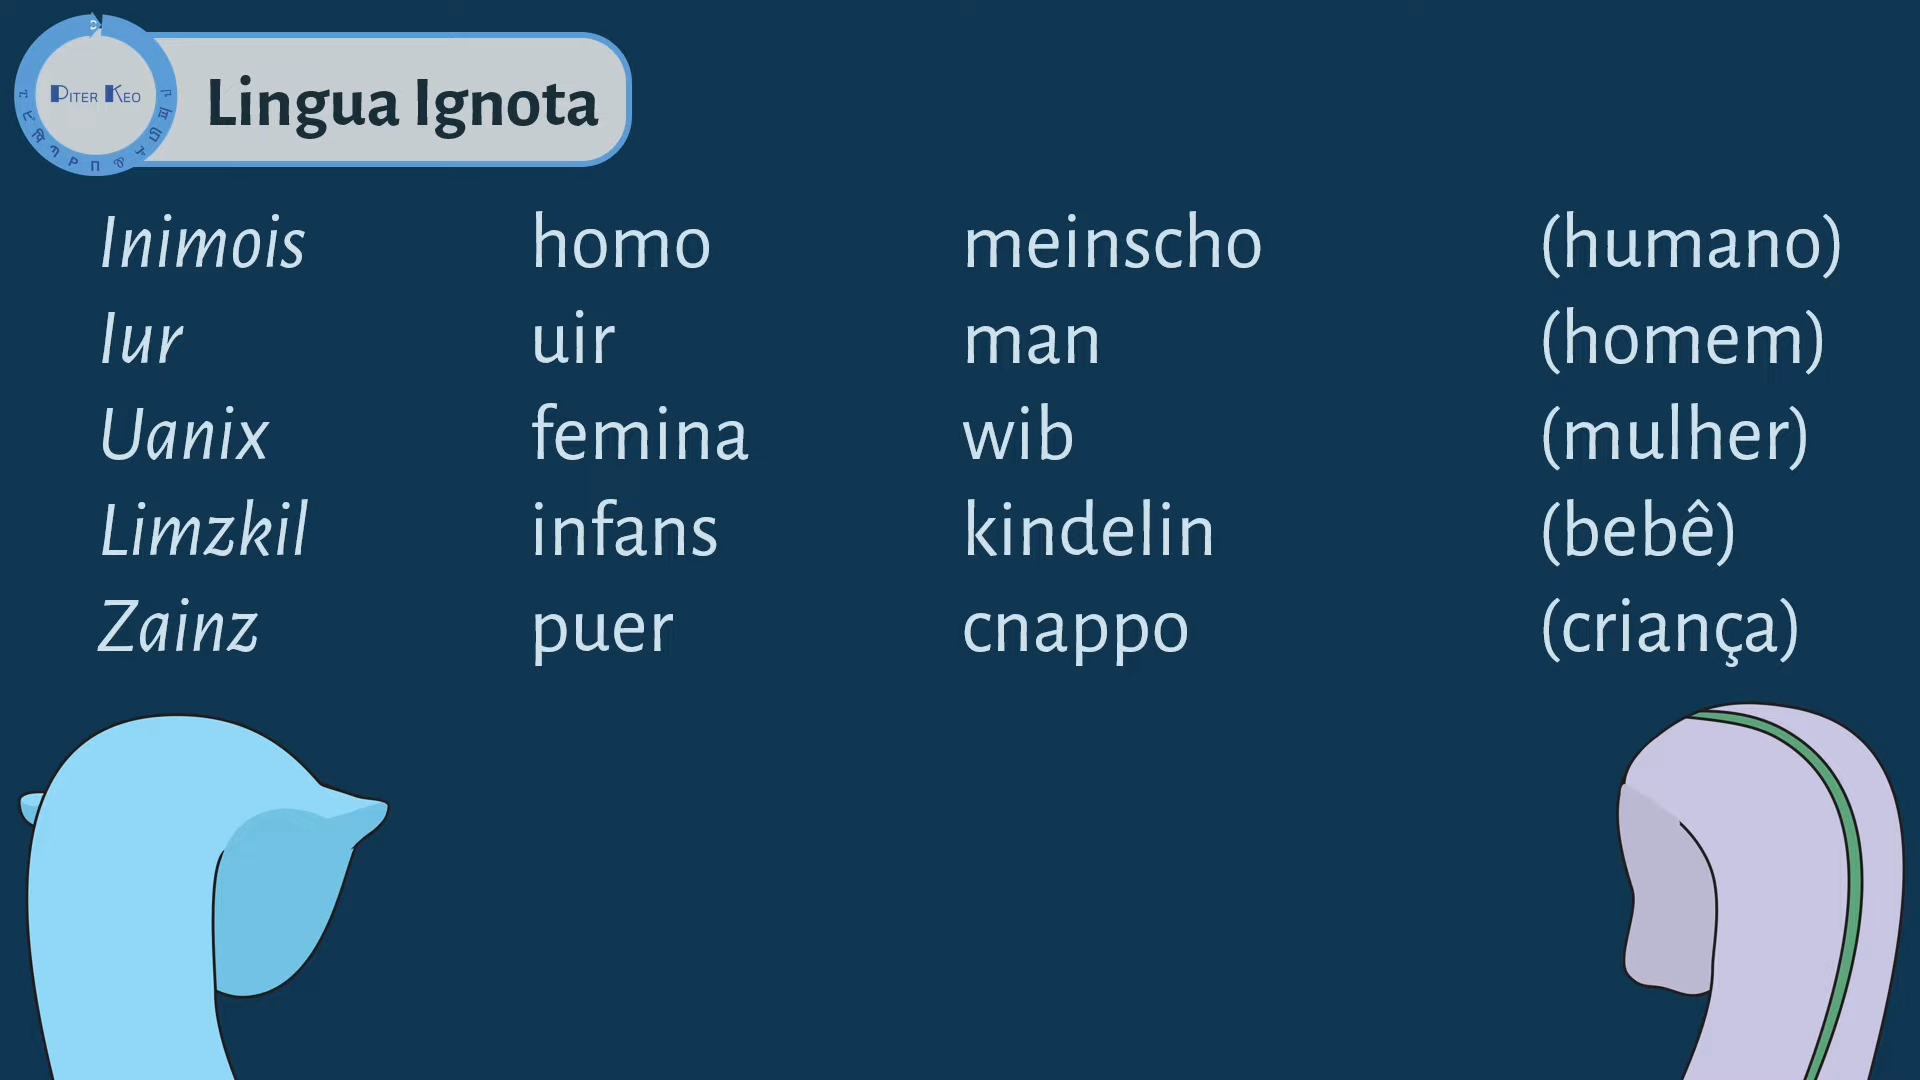 PITER KEO
Lingua Ignota
Inimois homo meinscho (humano)
Iur uir man (homem)
Uanix femina wib (mulher)
Limzkil infans kindelin (bebê)
Zainz puer cnappo (criança)